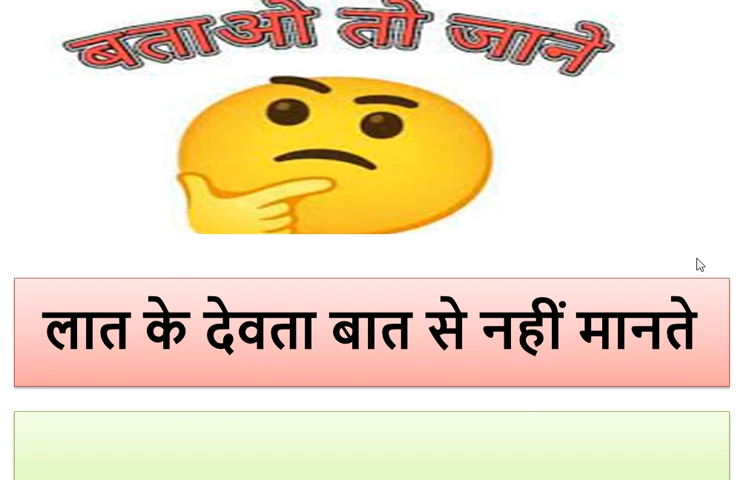 बताओ तो जाने
लात के देवता बात से नहीं मानते